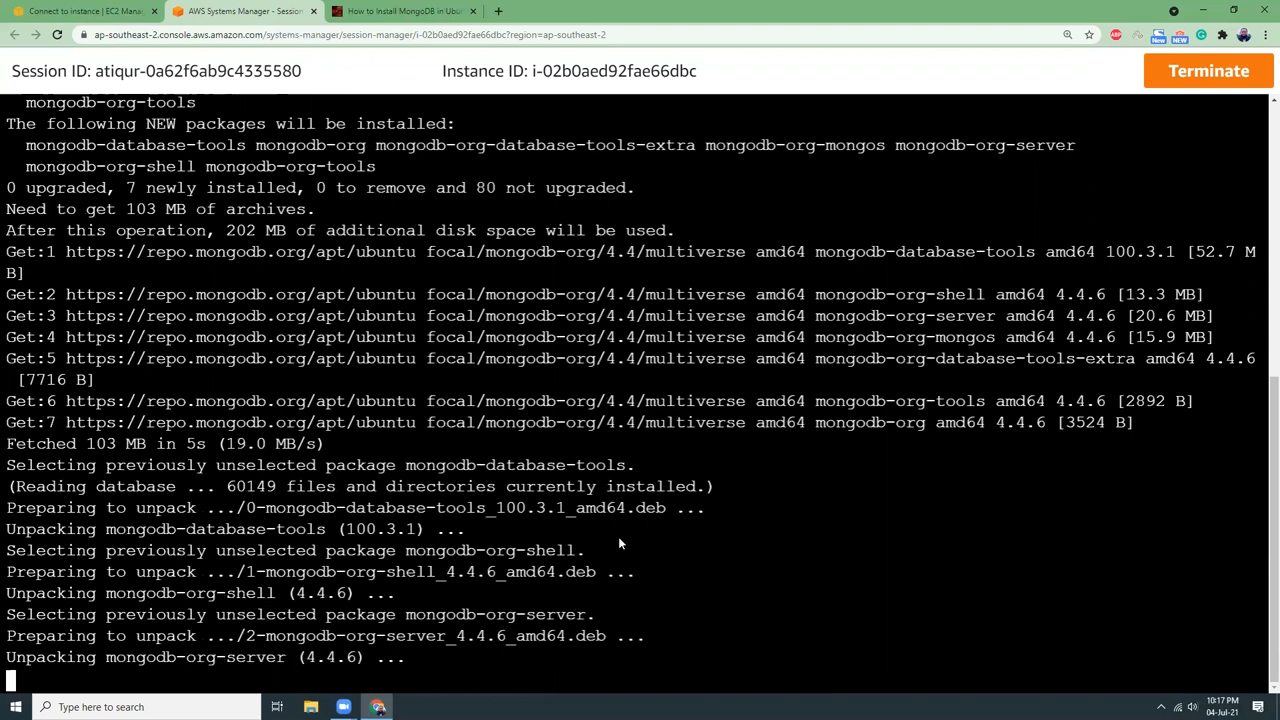 Connect to instance | EC2 Mana
AWS Systems Manager - Session
How to Install MongoDB in Ubun
ap-southeast-2.console.aws.amazon.com/systems-manager/session-manager/i-02b0aed92fae66dbc?region=ap-southeast-2
Session ID: atiqur-0a62f6ab9c4335580
Instance ID: i-02b0aed92fae66dbc
Terminate
mongodb-org-tools
The following NEW packages will be installed:
mongodb-database-tools mongodb-org mongodb-org-database-tools-extra mongodb-org-mongos mongodb-org-server
mongodb-org-shell mongodb-org-tools
0 upgraded, 7 newly installed, 0 to remove and 80 not upgraded.
Need to get 103 MB of archives.
After this operation, 202 MB of additional disk space will be used.
Get:1 https://repo.mongodb.org/apt/ubuntu focal/mongodb-org/4.4/multiverse amd64 mongodb-database-tools amd64 100.3.1 [52.7 M
B]
Get:2 https://repo.mongodb.org/apt/ubuntu focal/mongodb-org/4.4/multiverse amd64 mongodb-org-shell amd64 4.4.6 [13.3 MB]
Get:3 https://repo.mongodb.org/apt/ubuntu focal/mongodb-org/4.4/multiverse amd64 mongodb-org-server amd64 4.4.6 [20.6 MB]
Get:4 https://repo.mongodb.org/apt/ubuntu focal/mongodb-org/4.4/multiverse amd64 mongodb-org-mongos amd64 4.4.6 [15.9 MB]
Get:5 https://repo.mongodb.org/apt/ubuntu focal/mongodb-org/4.4/multiverse amd64 mongodb-org-database-tools-extra amd64 4.4.6
[7716 B]
Get:6 https://repo.mongodb.org/apt/ubuntu focal/mongodb-org/4.4/multiverse amd64 mongodb-org-tools amd64 4.4.6 [2892 B]
Get:7 https://repo.mongodb.org/apt/ubuntu focal/mongodb-org/4.4/multiverse amd64 mongodb-org amd64 4.4.6 [3524 B]
Fetched 103 MB in 5s (19.0 MB/s)
Selecting previously unselected package mongodb-database-tools.
(Reading database ... 60149 files and directories currently installed.)
Preparing to unpack .../0-mongodb-database-tools_100.3.1_amd64.deb ...
Unpacking mongodb-database-tools (100.3.1) ...
Selecting previously unselected package mongodb-org-shell.
Preparing to unpack .../1-mongodb-org-shell_4.4.6_amd64.deb ...
Unpacking mongodb-org-shell (4.4.6) ...
Selecting previously unselected package mongodb-org-server.
Preparing to unpack .../2-mongodb-org-server_4.4.6_amd64.deb ...
Unpacking mongodb-org-server (4.4.6) ...
Type here to search
10:17 PM
04-Jul-21